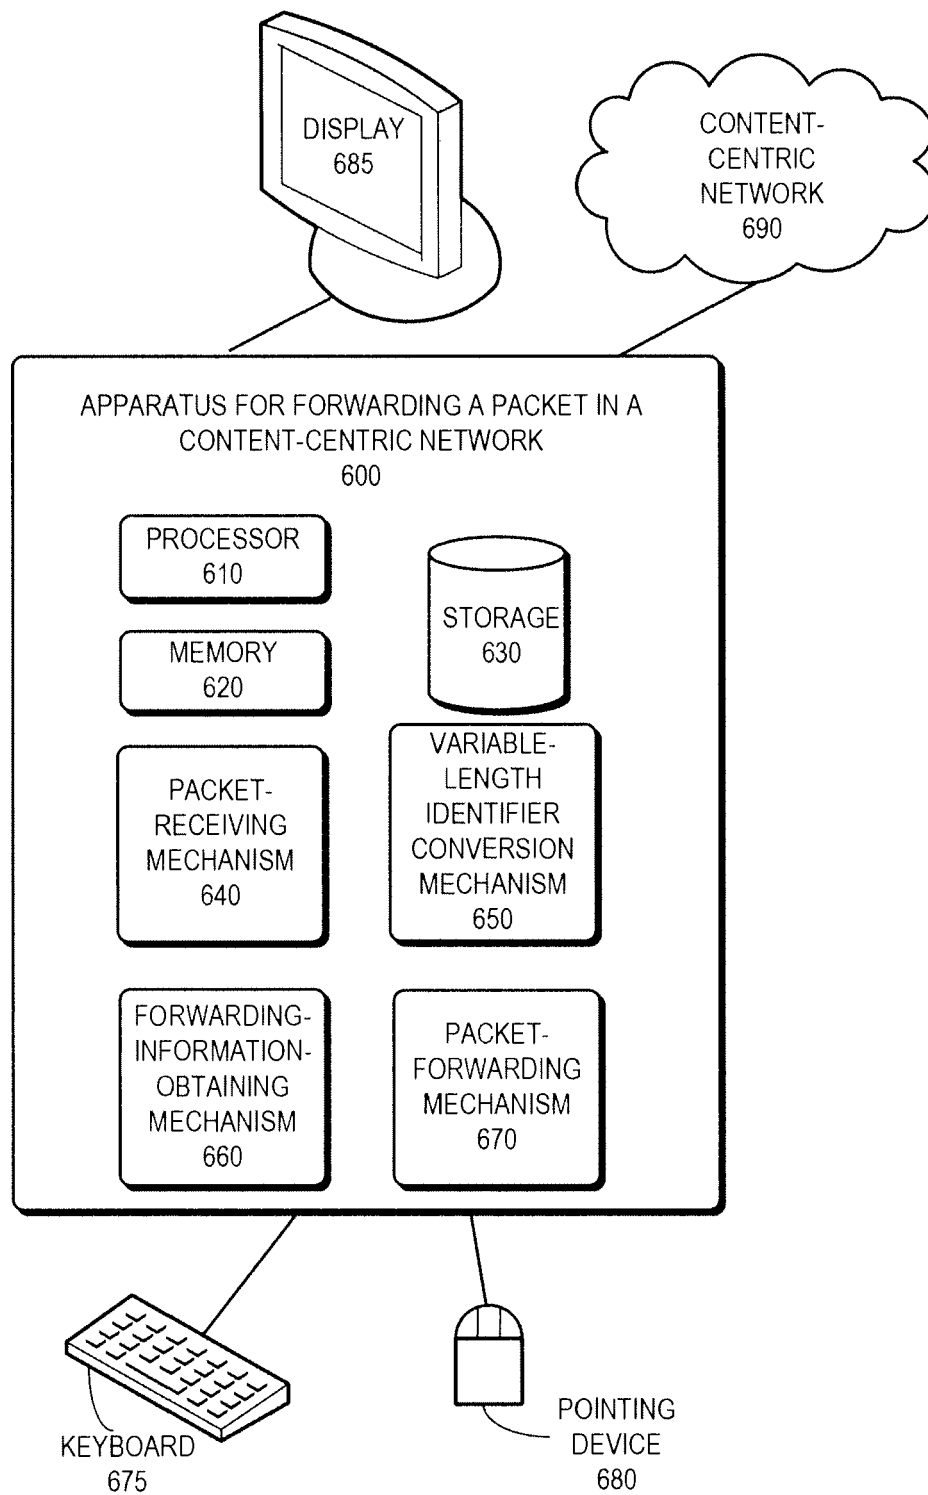 DISPLAY
685
CONTENT-
CENTRIC
NETWORK
690
APPARATUS FOR FORWARDING A PACKET IN A
CONTENT-CENTRIC NETWORK
600
PROCESSOR
610
STORAGE
630
MEMORY
620
PACKET-
RECEIVING
MECHANISM
640
VARIABLE-
LENGTH
IDENTIFIER
CONVERSION
MECHANISM
650
FORWARDING-
INFORMATION-
OBTAINING
MECHANISM
660
PACKET-
FORWARDING
MECHANISM
670
KEYBOARD
675
POINTING
DEVICE
680